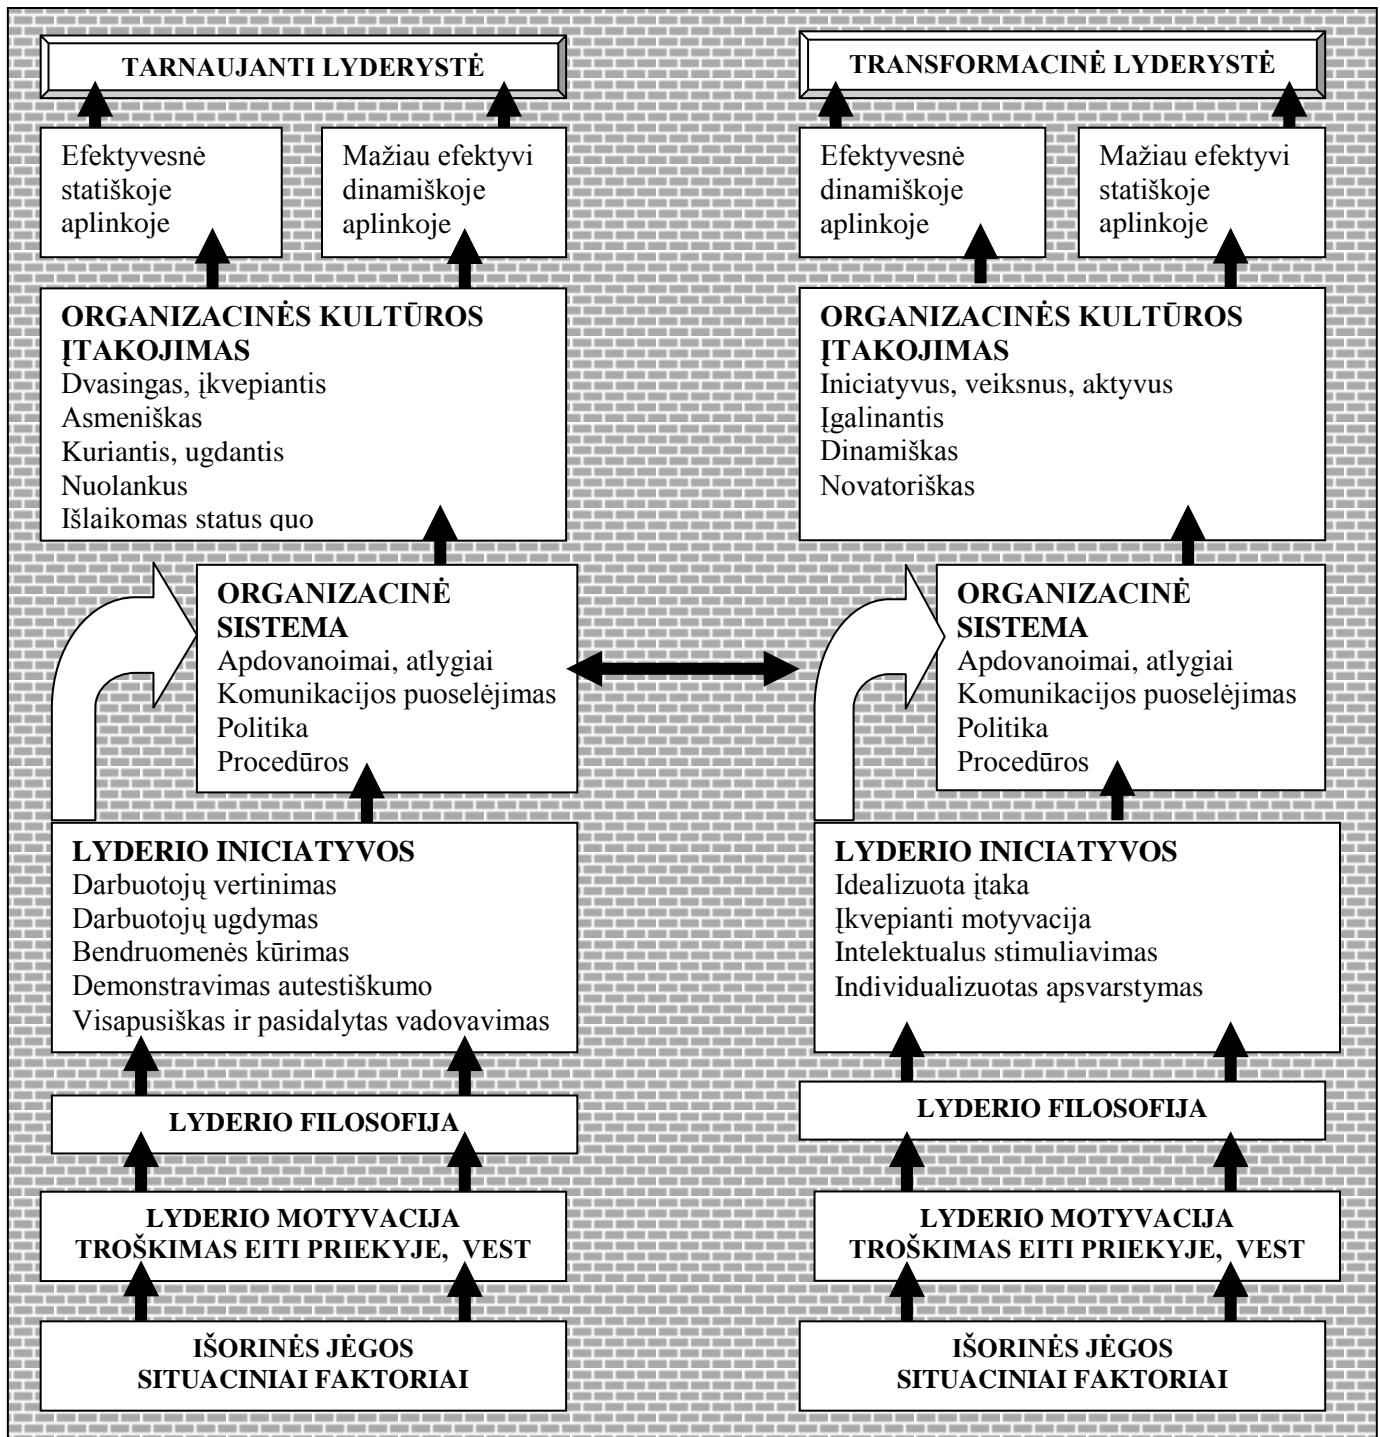 TARNAUJANTI LYDERYSTĖ
Efektyvesnė
statiškoje
aplinkoje
Mažiau efektyvi
dinamiškoje
aplinkoje
ORGANIZACINĖS KULTŪROS
ĮTAKOJIMAS
Dvasingas, įkvepiantis
Asmeniškas
Kuriantis, ugdantis
Nuolankus
Išlaikomas status quo
ORGANIZACINĖ
SISTEMA
Apdovanoimai, atlygiai
Komunikacijos puoselėjimas
Politika
Procedūros
LYDERIO INICIATYVOS
Darbuotojų vertinimas
Darbuotojų ugdymas
Bendruomenės kūrimas
Demonstravimas autestiškumo
Visapusiškas ir pasidalytas vadovavimas
LYDERIO FILOSOFIJA
LYDERIO MOTYVACIJA
TROŠKIMAS EITI PRIEKYJE, VEST
IŠORINĖS JĖGOS
SITUACINIAI FAKTORIAI
TRANSFORMACINĖ LYDERYSTĖ
Efektyvesnė
dinamiškoje
aplinkoje
Mažiau efektyvi
statiškoje
aplinkoje
ORGANIZACINĖS KULTŪROS
ĮTAKOJIMAS
Iniciatyvus, veiksnus, aktyvus
Įgalinantis
Dinamiškas
Novatoriškas
ORGANIZACINĖ
SISTEMA
Apdovanoimai, atlygiai
Komunikacijos puoselėjimas
Politika
Procedūros
LYDERIO INICIATYVOS
Idealizuota įtaka
Įkvepianti motyvacija
Intelektualus stimuliavimas
Individualizuotas apsvarstymas
LYDERIO FILOSOFIJA
LYDERIO MOTYVACIJA
TROŠKIMAS EITI PRIEKYJE, VEST
IŠORINĖS JĖGOS
SITUACINIAI FAKTORIAI